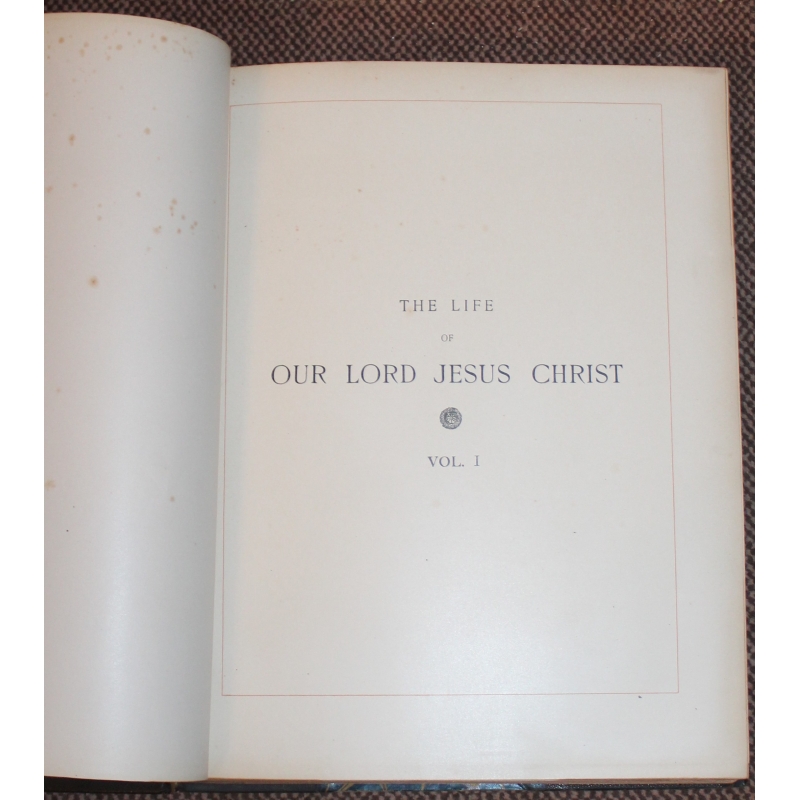 THE LIFE
OF
OUR LORD JESUS CHRIST
VOL. I